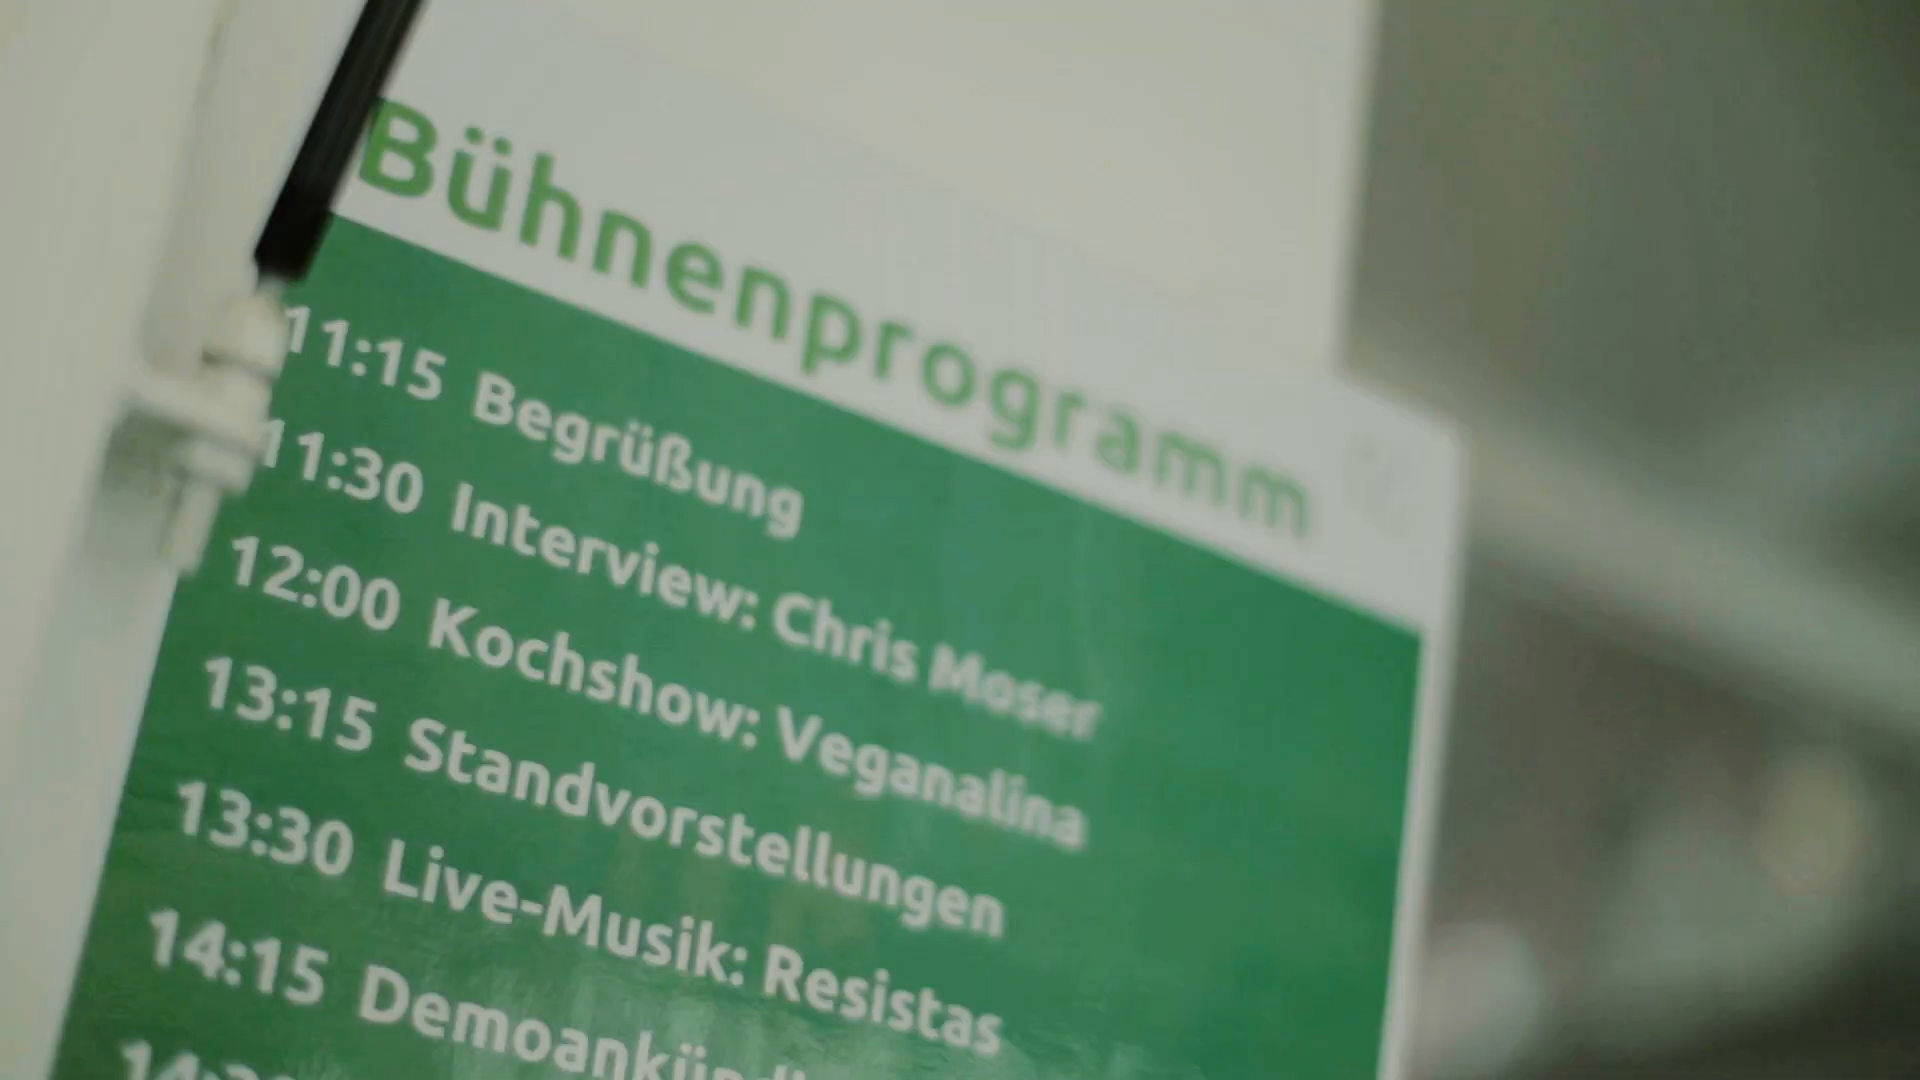 Bühnenprogramm
11:15 Begrüßung
11:30 Interview: Chris Moser
12:00 Kochshow: Veganalina
13:15 Standvorstellungen
13:30 Live-Musik: Resistas
14:15